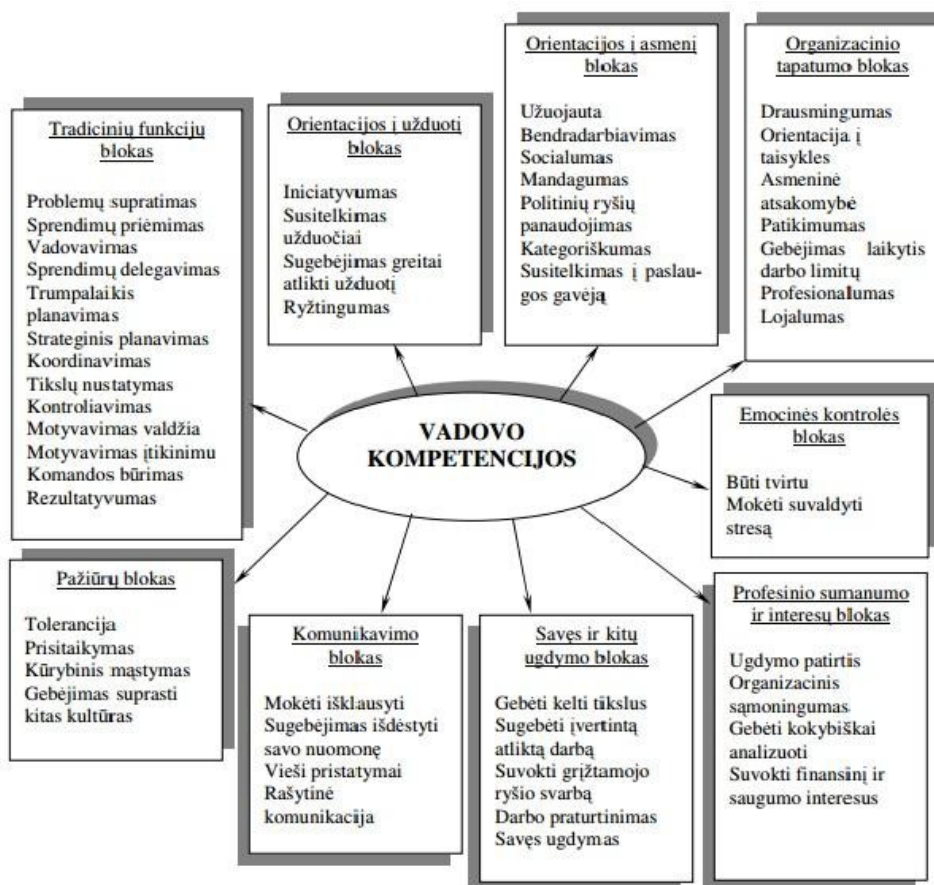 Tradicinių funkcijų
blokas
Problemų supratimas
Sprendimų priėmimas
Vadovavimas
Sprendimų delegavimas
Trumpalaikis
planavimas
Strateginis planavimas
Koordinavimas
Tikslų nustatymas
Kontroliavimas
Motyvavimas valdžia
Motyvavimas įtikinimu
Komandos būrimas
Rezultatyvumas
Orientacijos į užduotį
blokas
Iniciatyvumas
Susitelkimas
užduočiai
Sugebėjimas greitai
atlikti užduotį
Ryžtingumas
Orientacijos į asmenį
blokas
Užuojauta
Bendradarbiavimas
Socialumas
Mandagumas
Politinių ryšių
panaudojimas
Kategoriškumas
Susitelkimas į paslau-
gos gavėją
Organizacinio
tapatumo blokas
Drausmingumas
Orientacija į
taisykles
Asmeninė
atsakomybė
Patikimumas
Gebėjimas laikytis
darbo limitų
Profesionalumas
Lojalumas
VADOVO
KOMPETENCIJOS
Emocinės kontrolės
blokas
Būti tvirtu
Mokėti suvaldyti
stresą
Pažiūrų blokas
Tolerancija
Prisitaikymas
Kūrybinis mąstymas
Gebėjimas suprasti
kitas kultūras
Komunikavimo
blokas
Mokėti išklausyti
Sugebėjimas išdėstyti
savo nuomonę
Vieši pristatymai
Rašytinė
komunikacija
Savęs ir kitų
ugdymo blokas
Gebėti kelti tikslus
Sugebėti įvertintą
atliktą darbą
Suvokti grįžtamojo
ryšio svarbą
Darbo praturtinimas
Savęs ugdymas
Profesinio sumanumo
ir interesų blokas
Ugdymo patirtis
Organizacinis
sąmoningumas
Gebėti kokybiškai
analizuoti
Suvokti finansinį ir
saugumo interesus